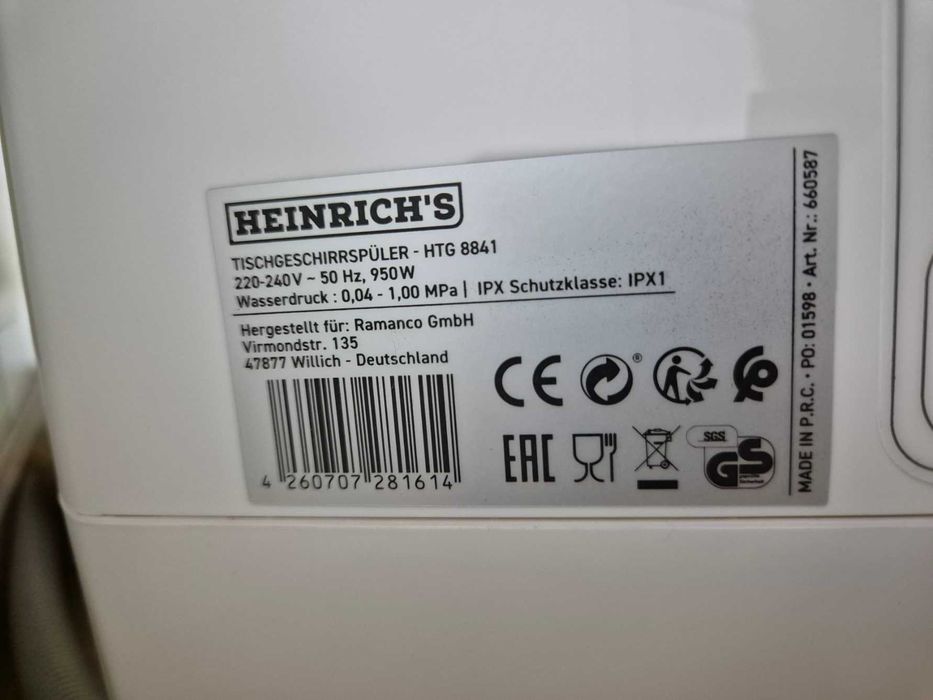 HEINRICH'S
TISCHGESCHIRRSPÜLER - HTG 8841
220-240V ~ 50 Hz, 950W
Wasserdruck : 0,04 - 1,00 MPa | IPX Schutzklasse: IPX1
Hergestellt für: Ramanco GmbH
Virmondstr. 135
47877 Willich - Deutschland
4 260707 281614
CE
®
EAC
SGS
GS
geprüfte
Sicherheit
MADE IN P.R.C. · PO: 01598 · Art. Nr.: 660587